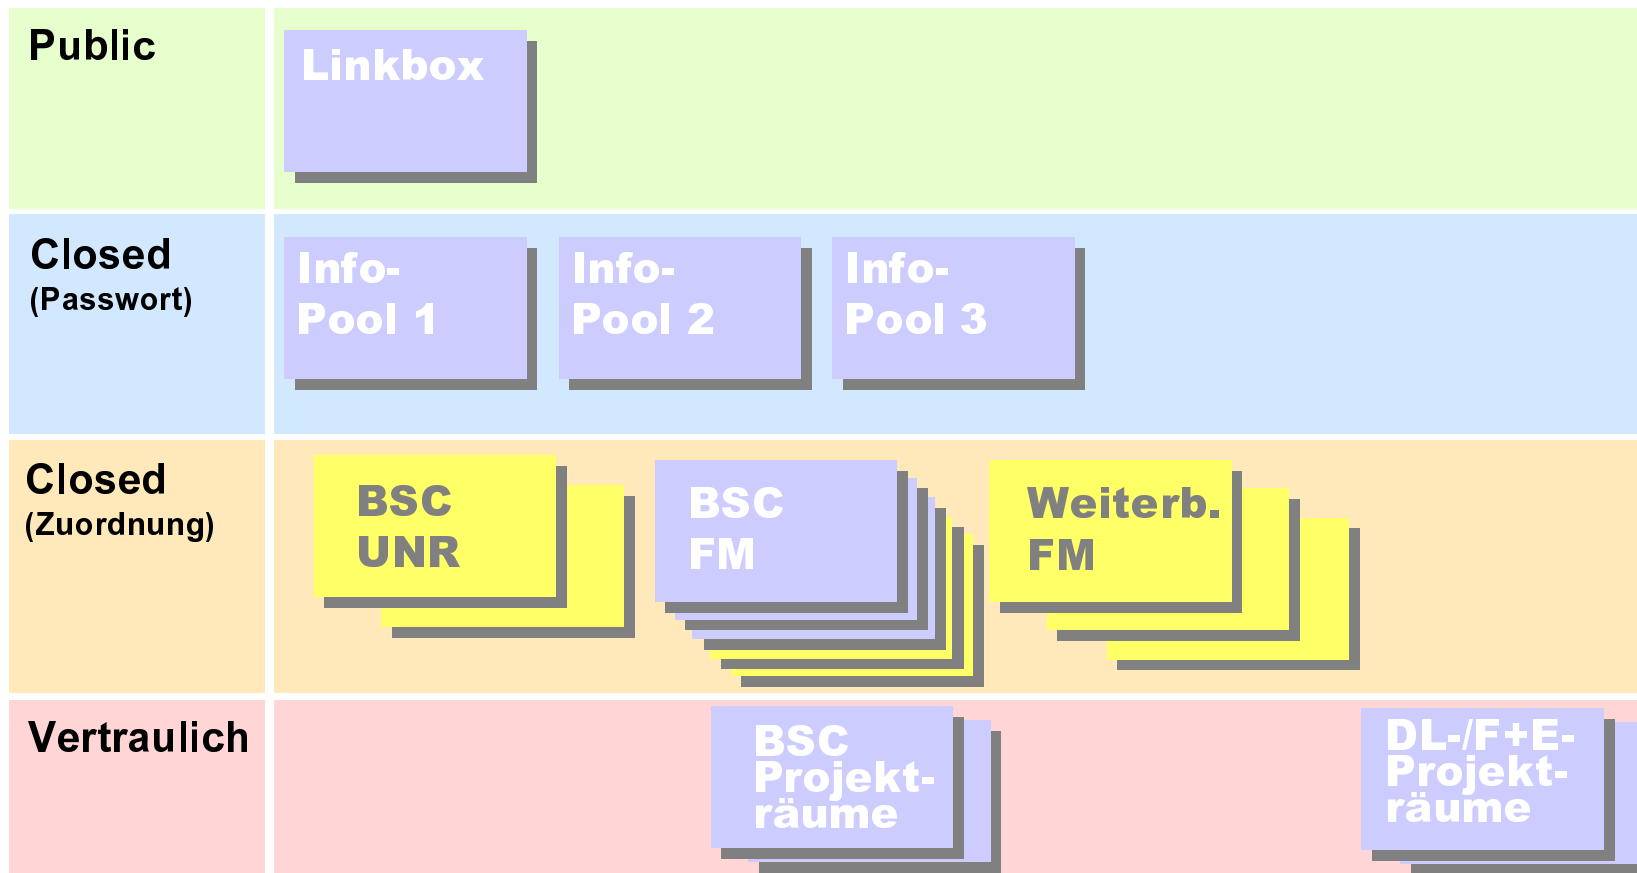 Public
Linkbox
Closed
(Passwort)
Info-
Pool 1
Info-
Pool 2
Info-
Pool 3
Closed
(Zuordnung)
BSC
UNR
BSC
FM
Weiterb.
FM
Vertraulich
BSC
Projekt-
räume
DL-/F+E-
Projekt-
räume